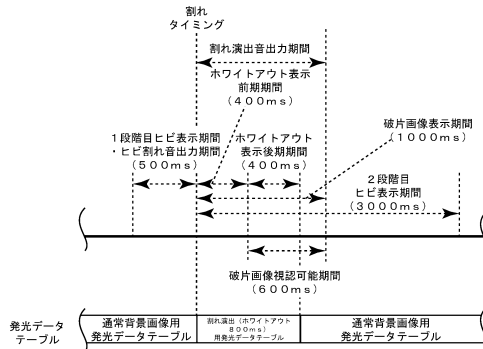 割れ
タイミング
割れ演出音出力期間
ホワイトアウト表示
前期期間
（４００ｍｓ）
破片画像表示期間
（１０００ｍｓ）
１段階目ヒビ表示期間
・ヒビ割れ音出力期間
（５００ｍｓ）
ホワイトアウト
表示後期期間
（４００ｍｓ）
２段階目
ヒビ表示期間
（３０００ｍｓ）
破片画像視認可能期間
（６００ｍｓ）
発光データ
テーブル
通常背景画像用
発光データテーブル
割れ演出（ホワイトアウト
８００ｍｓ）
用発光データテーブル
通常背景画像用
発光データテーブル